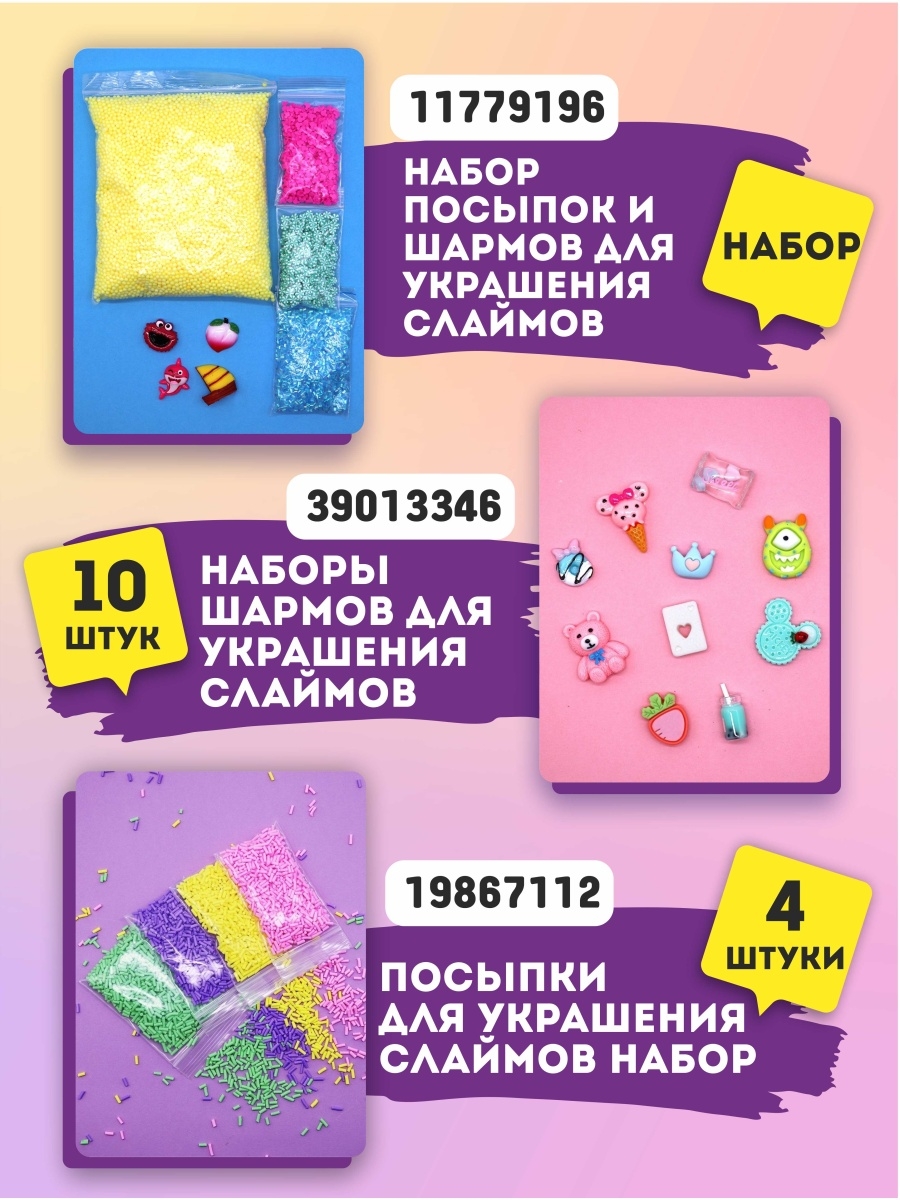 11779196
НАБОР
ПОСЫПОК И
ШАРМОВ ДЛЯ
УКРАШЕНИЯ
СЛАЙМОВ
НАБОР
39013346
10
ШТУК
НАБОРЫ
ШАРМОВ ДЛЯ
УКРАШЕНИЯ
СЛАЙМОВ
19867112
4
ШТУКИ
ПОСЫПКИ
ДЛЯ УКРАШЕНИЯ
СЛАЙМОВ НАБОР